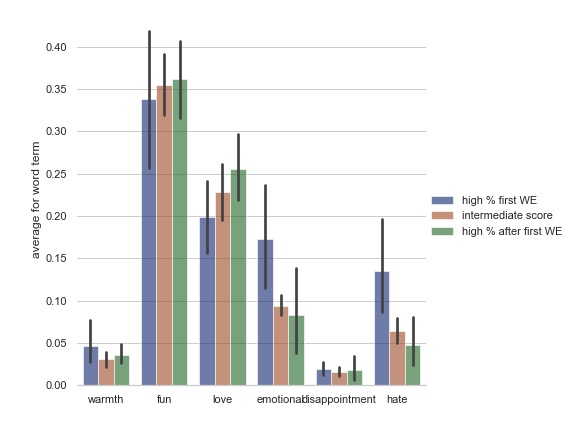 average for word term
0.40
0.35
0.30
0.25
0.20
0.15
0.10
0.05
0.00
warmth fun love emotional disappointment hate
high % first WE
intermediate score
high % after first WE